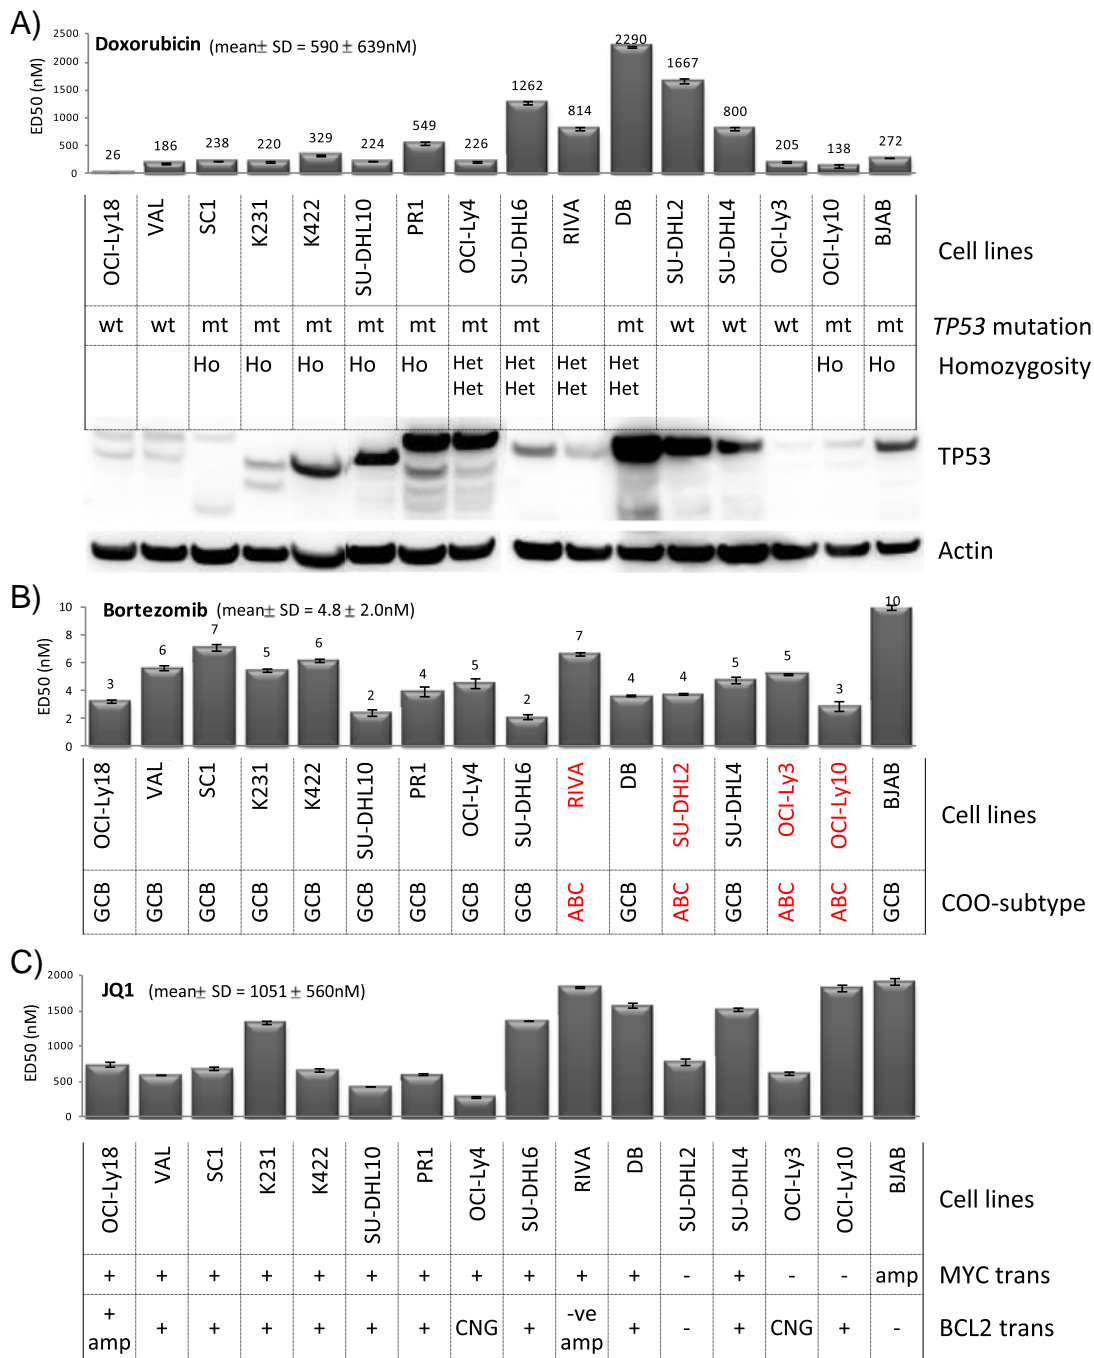 A)
Doxorubicin (mean± SD = 590 ± 639nM)
ED50 (nM)
2500
2000
1500
1000
500
0
26 186 238 220 329 224 549 226 1262 814 2290 1667 800 205 138 272
OCI-Ly18 VAL SC1 K231 K422 SU-DHL10 PR1 OCI-Ly4 SU-DHL6 RIVA DB SU-DHL2 SU-DHL4 OCI-Ly3 OCI-Ly10 BJAB Cell lines
wt wt mt mt mt mt mt mt mt mt wt wt wt mt mt TP53 mutation
Ho Ho Ho Ho Ho Het Het Het Het Ho Ho Homozygosity
Het Het Het Het
TP53
Actin
B)
Bortezomib (mean± SD = 4.8 ± 2.0nM)
ED50 (nM)
10
8
6
4
2
0
3 6 7 5 6 2 4 5 2 7 4 4 5 5 3 10
OCI-Ly18 VAL SC1 K231 K422 SU-DHL10 PR1 OCI-Ly4 SU-DHL6 RIVA DB SU-DHL2 SU-DHL4 OCI-Ly3 OCI-Ly10 BJAB Cell lines
GCB GCB GCB GCB GCB GCB GCB GCB GCB ABC GCB ABC GCB ABC ABC GCB COO-subtype
C)
JQ1 (mean± SD = 1051 ± 560nM)
ED50 (nM)
2000
1500
1000
500
0
OCI-Ly18 VAL SC1 K231 K422 SU-DHL10 PR1 OCI-Ly4 SU-DHL6 RIVA DB SU-DHL2 SU-DHL4 OCI-Ly3 OCI-Ly10 BJAB Cell lines
+ + + + + + + + + + + - + - - amp MYC trans
+ amp + + + + + + CNG + -ve amp + - + CNG + - BCL2 trans